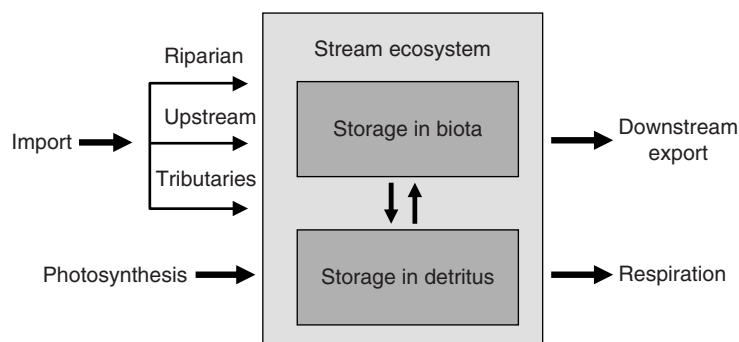 Riparian
Stream ecosystem
Upstream
Storage in biota
Import
Downstream
export
Tributaries
Photosynthesis
Storage in detritus
Respiration